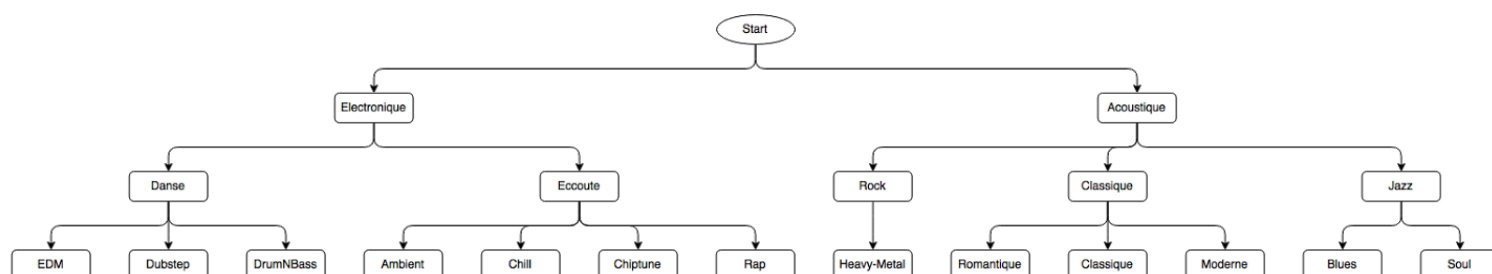 Start
Electronique
Acoustique
Danse
Eccoute
Rock
Classique
Jazz
EDM
Dubstep
DrumNBass
Ambient
Chill
Chiptune
Rap
Heavy-Metal
Romantique
Classique
Moderne
Blues
Soul